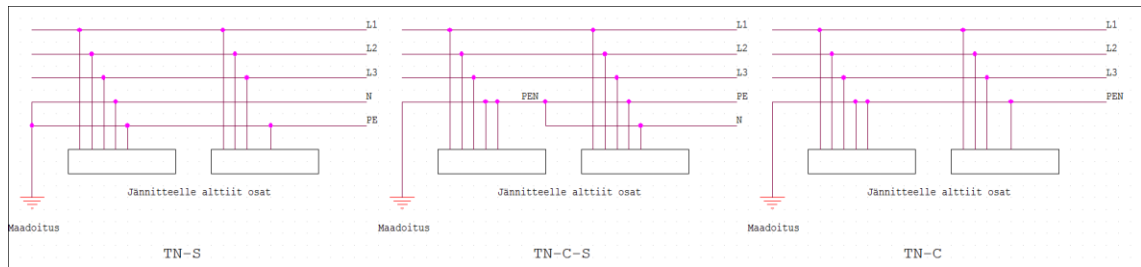 L1
L2
L3
N
PE
Jännitteelle alttiit osat
Maadoitus
TN-S
L1
L2
L3
PEN
PE
N
Jännitteelle alttiit osat
Maadoitus
TN-C-S
L1
L2
L3
PEN
Jännitteelle alttiit osat
Maadoitus
TN-C